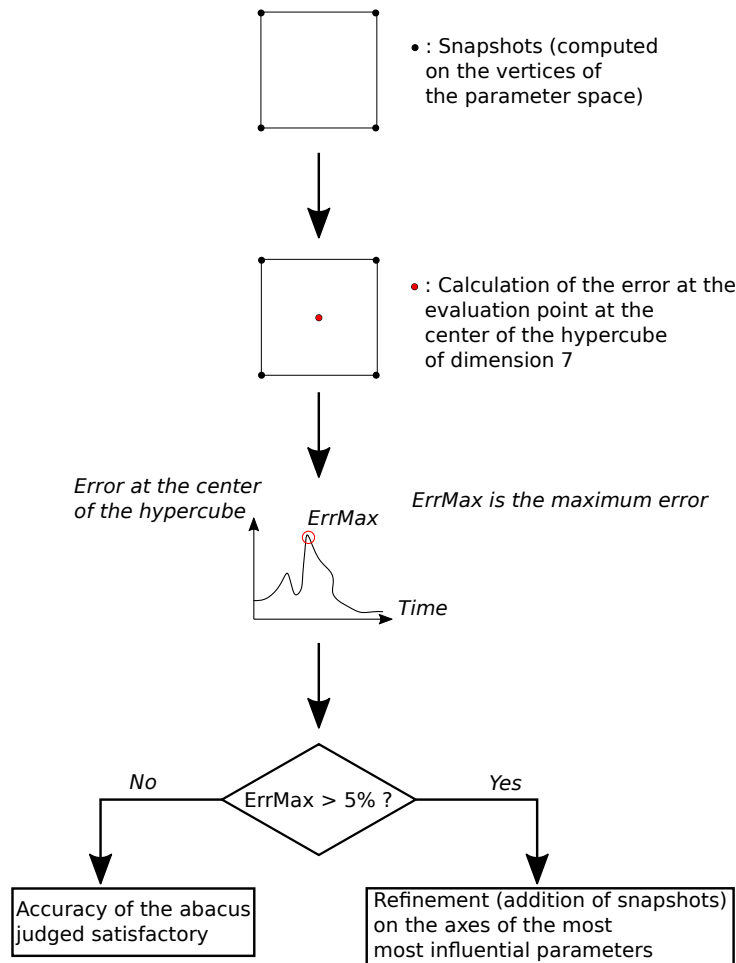 : Snapshots (computed
on the vertices of
the parameter space)
: Calculation of the error at the
evaluation point at the
center of the hypercube
of dimension 7
Error at the center
of the hypercube
ErrMax is the maximum error
ErrMax
Time
ErrMax > 5% ?
No
Yes
Accuracy of the abacus
judged satisfactory
Refinement (addition of snapshots)
on the axes of the most
most influential parameters